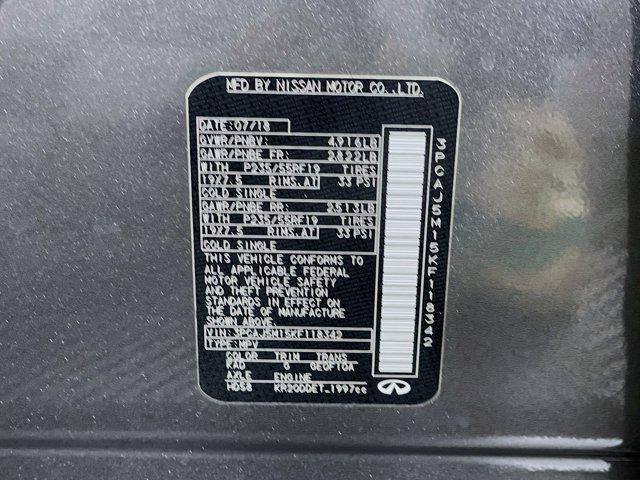 MFD BY NISSAN MOTOR CO., LTD.
DATE:07/18
GVWR/PNBV: 4916LB
GAWR/PNBE FR: 2822LB
WITH P235/55RF19 TIRES
19X7.5 RIMS.AT 33 PSI
COLD SINGLE
GAWR/PNBE RR: 2513LB
WITH P235/55RF19 TIRES
19X7.5 RIMS.AT 33 PSI
COLD SINGLE
THIS VEHICLE CONFORMS TO
ALL APPLICABLE FEDERAL
MOTOR VEHICLE SAFETY
AND THEFT PREVENTION
STANDARDS IN EFFECT ON
THE DATE OF MANUFACTURE
SHOWN ABOVE.
VIN: 3PCAJ5M15KF118342
TYPE: MPV
COLOR TRIM TRANS
KAD G GEOF10A
AXLE ENGINE
HD58 KR20DDET 1997cc
3PCAJ5M15KF118342